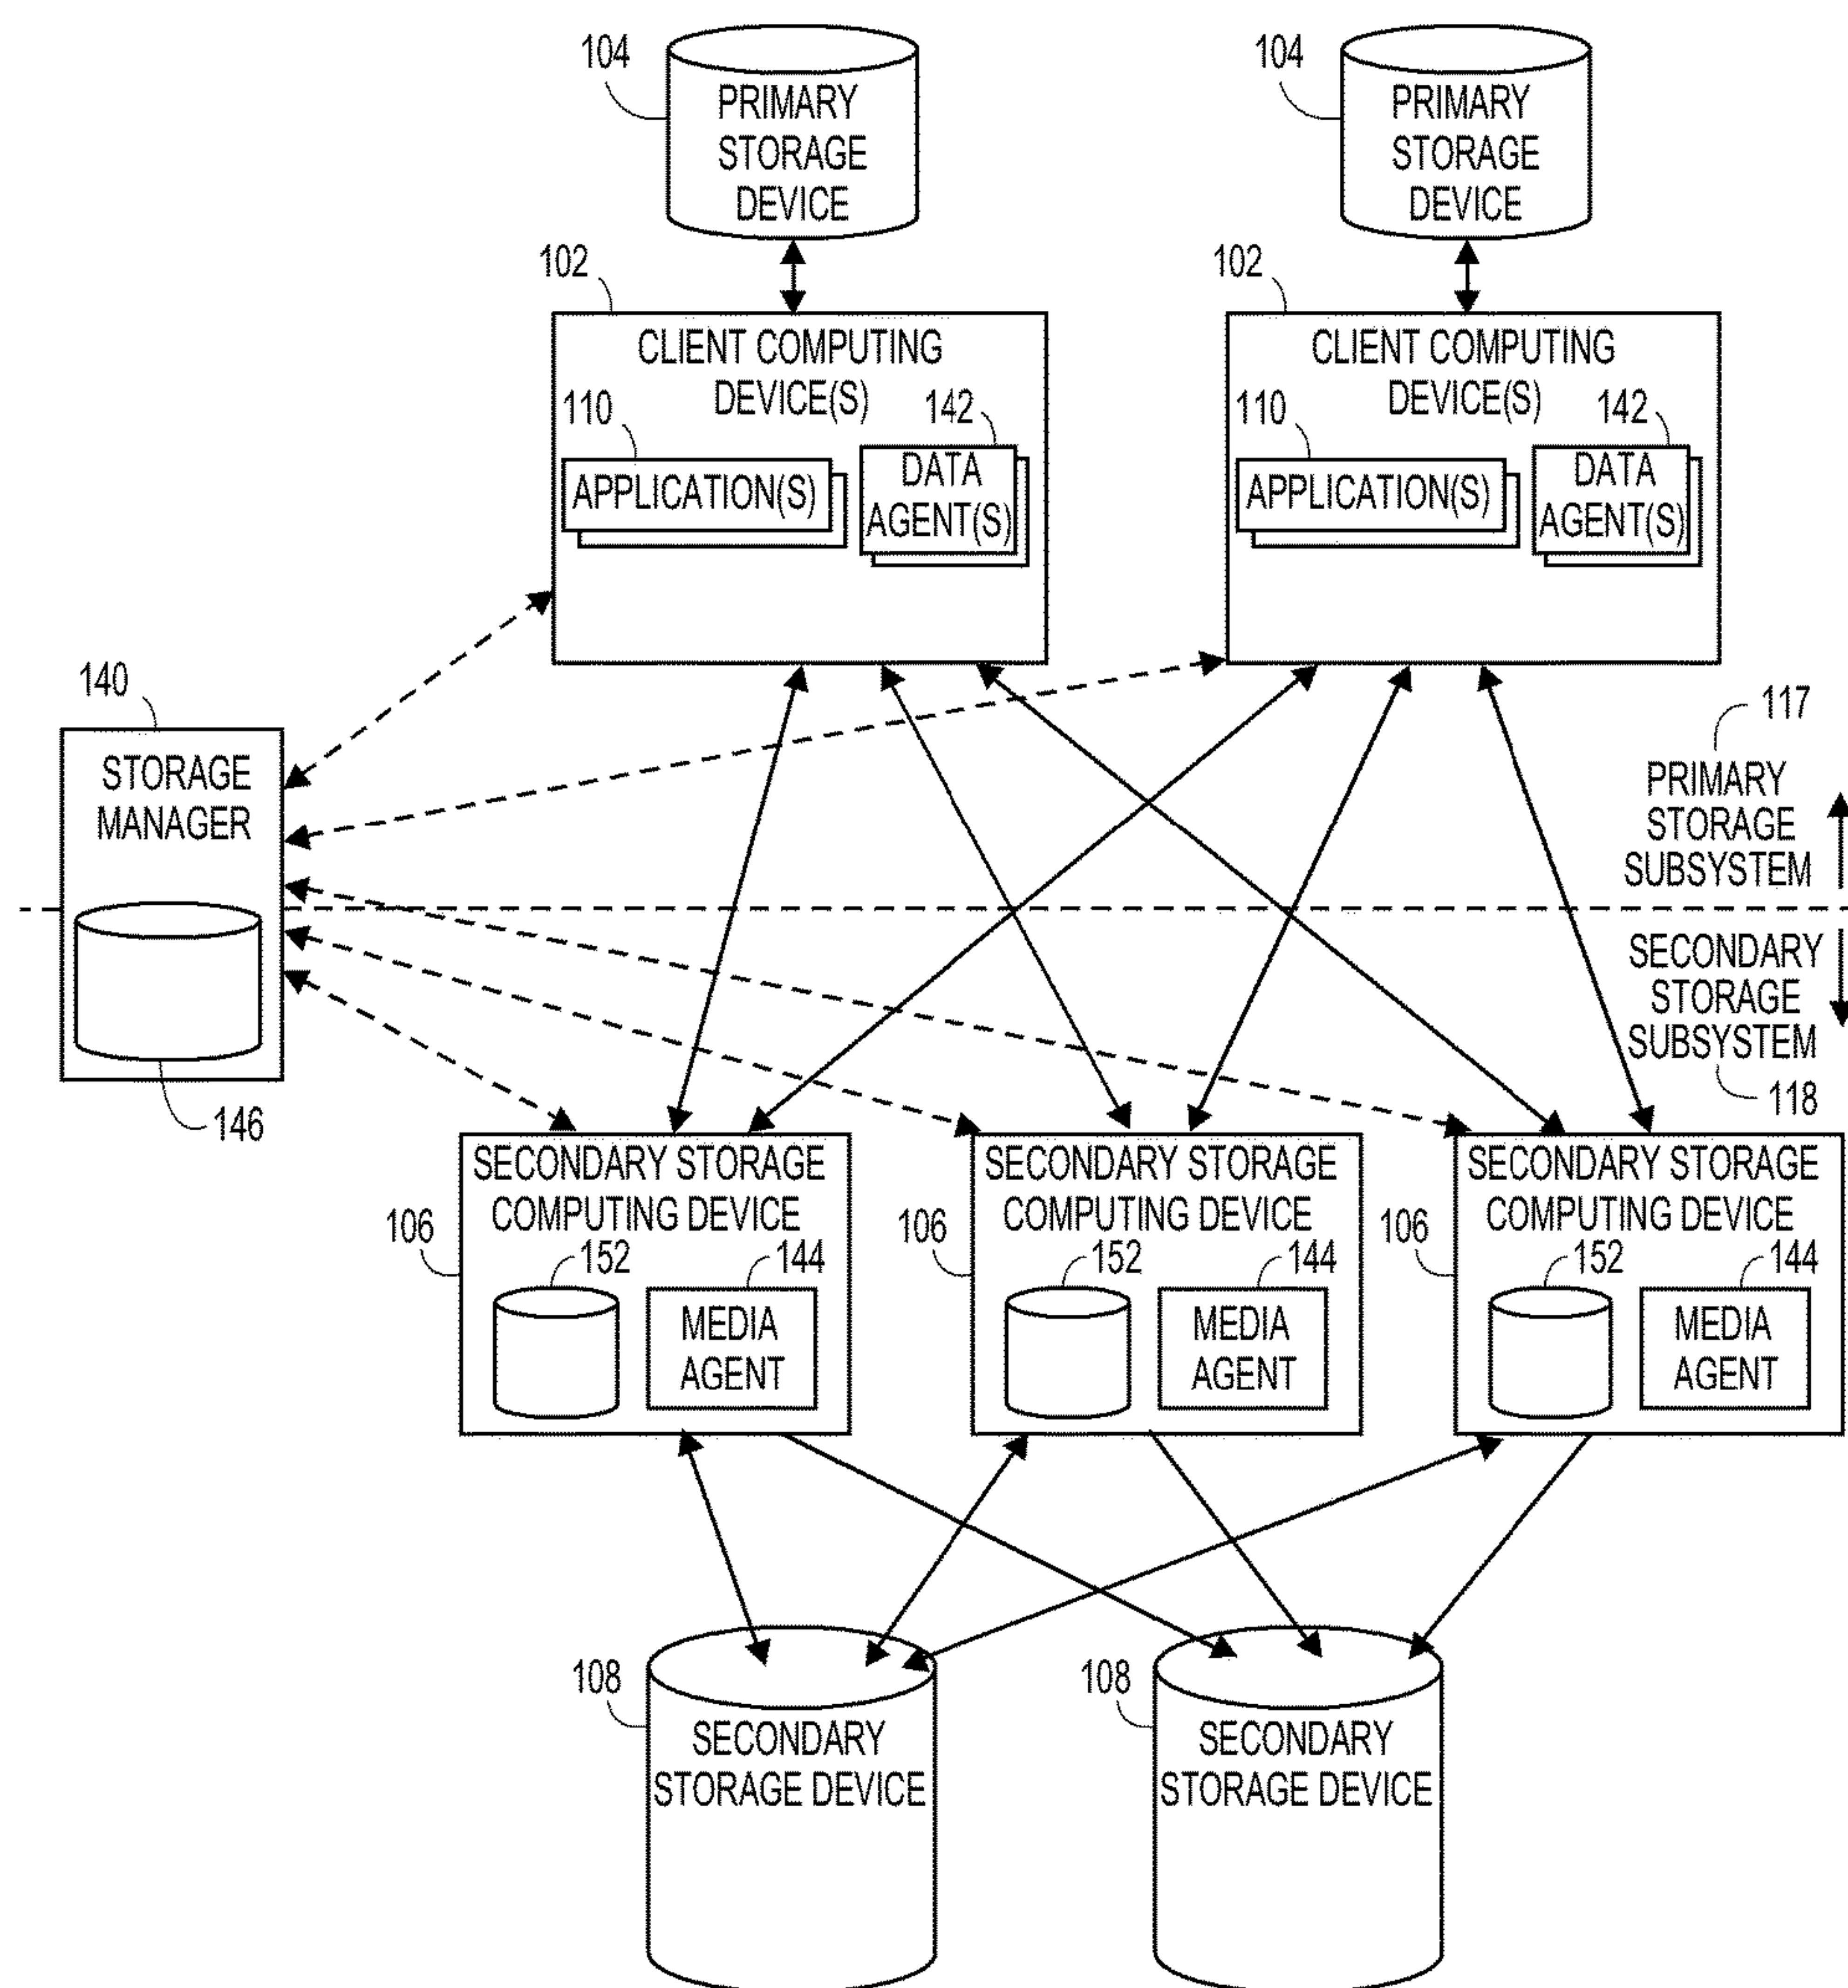 104
PRIMARY
STORAGE
DEVICE
104
PRIMARY
STORAGE
DEVICE
102
CLIENT COMPUTING
DEVICE(S)
110
142
APPLICATION(S)
DATA
AGENT(S)
102
CLIENT COMPUTING
DEVICE(S)
110
142
APPLICATION(S)
DATA
AGENT(S)
140
STORAGE
MANAGER
146
117
PRIMARY
STORAGE
SUBSYSTEM
SECONDARY
STORAGE
SUBSYSTEM
118
106
SECONDARY STORAGE
COMPUTING DEVICE
152
144
MEDIA
AGENT
106
SECONDARY STORAGE
COMPUTING DEVICE
152
144
MEDIA
AGENT
106
SECONDARY STORAGE
COMPUTING DEVICE
152
144
MEDIA
AGENT
108
SECONDARY
STORAGE DEVICE
108
SECONDARY
STORAGE DEVICE